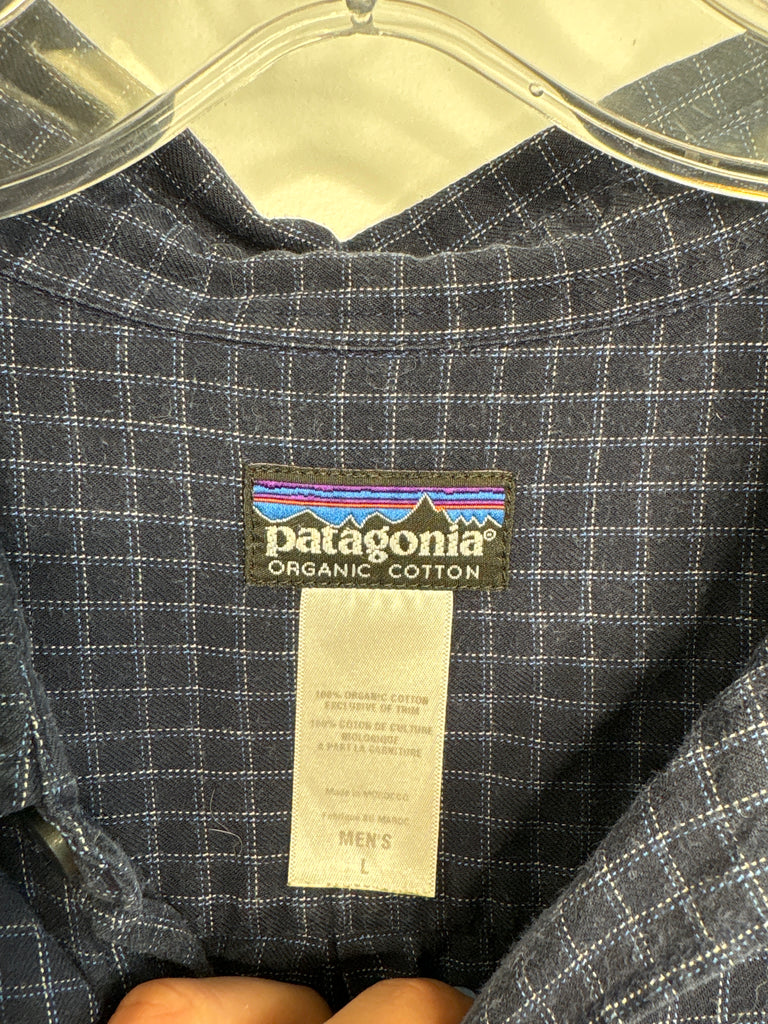 patagonia®
ORGANIC COTTON
100% ORGANIC COTTON
EXCLUSIVE OF TRIM
100% COTON DE CULTURE
BIOLOGIQUE
A PART LA GARNITURE
Made in MOROCCO
Fabriqué au MAROC
MEN'S
L